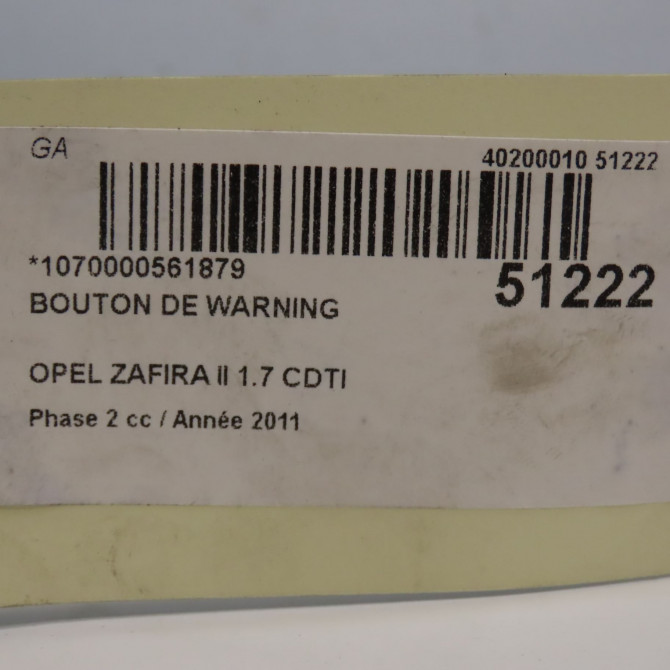 GA
40200010 51222
*1070000561879
51222
BOUTON DE WARNING
OPEL ZAFIRA II 1.7 CDTI
Phase 2 cc / Année 2011